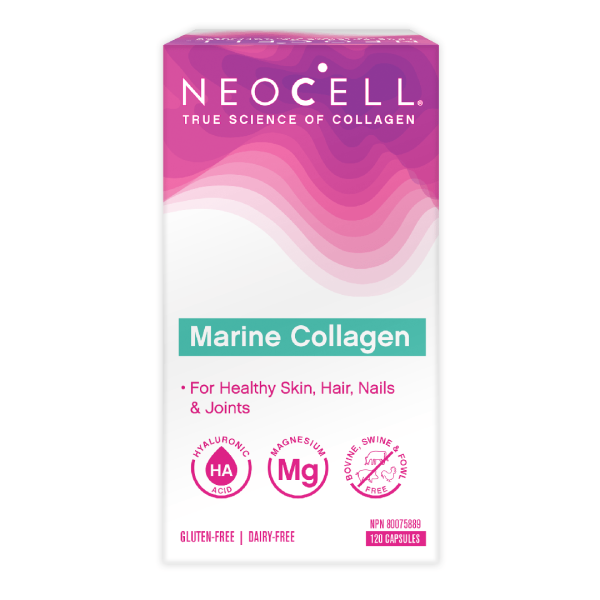 NEOCELL®
TRUE SCIENCE OF COLLAGEN
Marine Collagen
• For Healthy Skin, Hair, Nails
& Joints
HYALURONIC
HA
ACID
MAGNESIUM
Mg
BOVINE, SWINE & FOWL
FREE
GLUTEN-FREE | DAIRY-FREE
NPN 80075889
120 CAPSULES